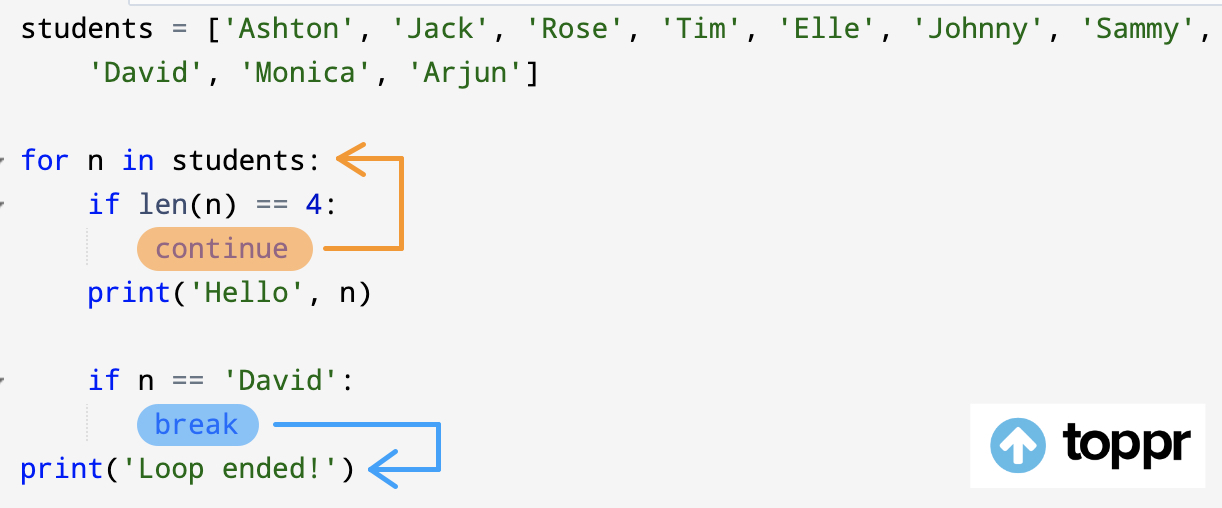 students = ['Ashton', 'Jack', 'Rose', 'Tim', 'Elle', 'Johnny', 'Sammy',
'David', 'Monica', 'Arjun']
for n in students:
if len(n) == 4:
continue
print('Hello', n)
if n == 'David':
break
print('Loop ended!')
toppr